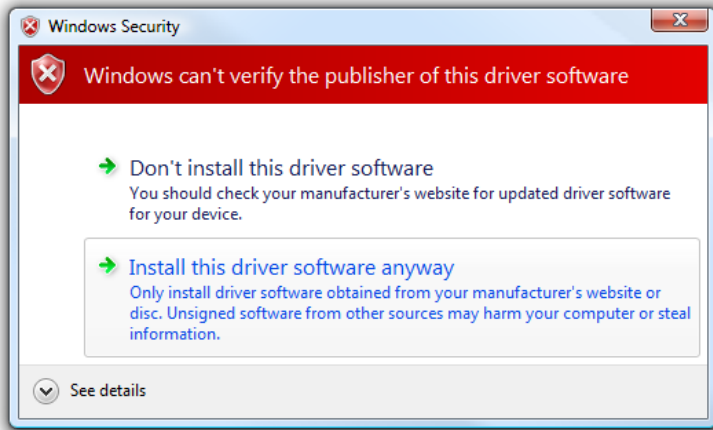 Windows Security
Windows can't verify the publisher of this driver software
Don't install this driver software
You should check your manufacturer's website for updated driver software
for your device.
Install this driver software anyway
Only install driver software obtained from your manufacturer's website or
disc. Unsigned software from other sources may harm your computer or steal
information.
See details